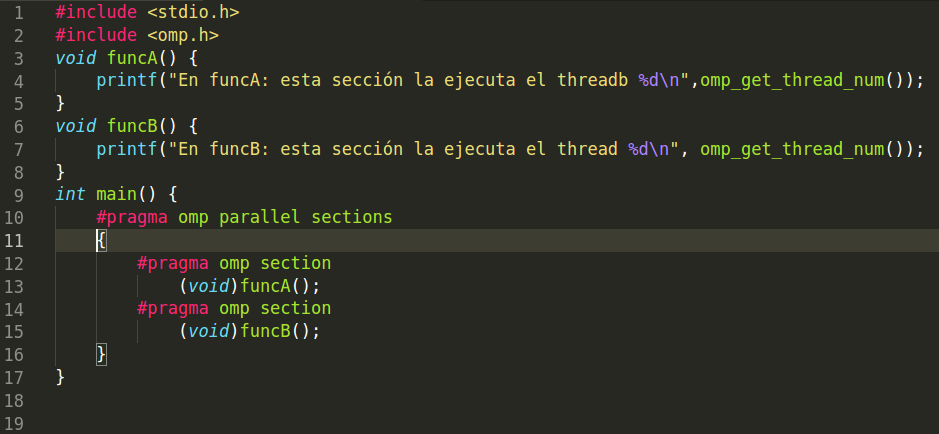 1 #include <stdio.h>
2 #include <omp.h>
3 void funcA() {
4     printf("En funcA: esta sección la ejecuta el threadb %d\n",omp_get_thread_num());
5 }
6 void funcB() {
7     printf("En funcB: esta sección la ejecuta el thread %d\n", omp_get_thread_num());
8 }
9 int main() {
10     #pragma omp parallel sections
11     {
12         #pragma omp section
13             (void)funcA();
14         #pragma omp section
15             (void)funcB();
16     }
17 }
18
19